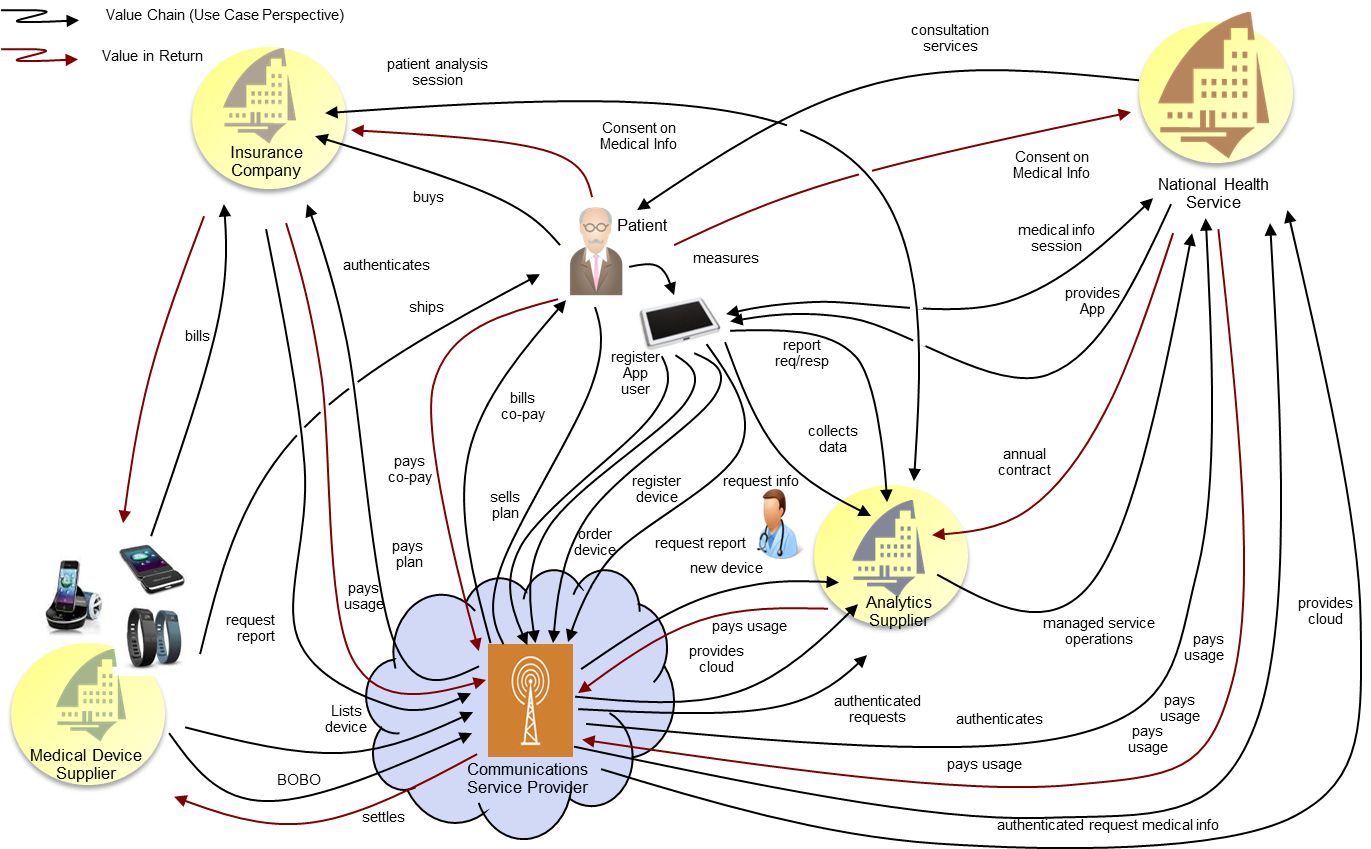 Value Chain (Use Case Perspective)
Value in Return
consultation
services
patient analysis
session
Consent on
Medical Info
Consent on
Medical Info
Insurance
Company
National Health
Service
buys
Patient
medical info
session
measures
authenticates
ships
provides
App
bills
report
req/resp
register
App
user
bills
co-pay
collects
data
annual
contract
pays
co-pay
sells
plan
register
device
request info
order
device
request report
new device
pays
plan
pays
usage
Analytics
Supplier
provides
cloud
request
report
pays usage
managed service
operations
provides
cloud
pays
usage
Lists
device
authenticated
requests
authenticates
pays
usage
pays
usage
Medical Device
Supplier
BOBO
Communications
Service Provider
pays usage
settles
authenticated request medical info